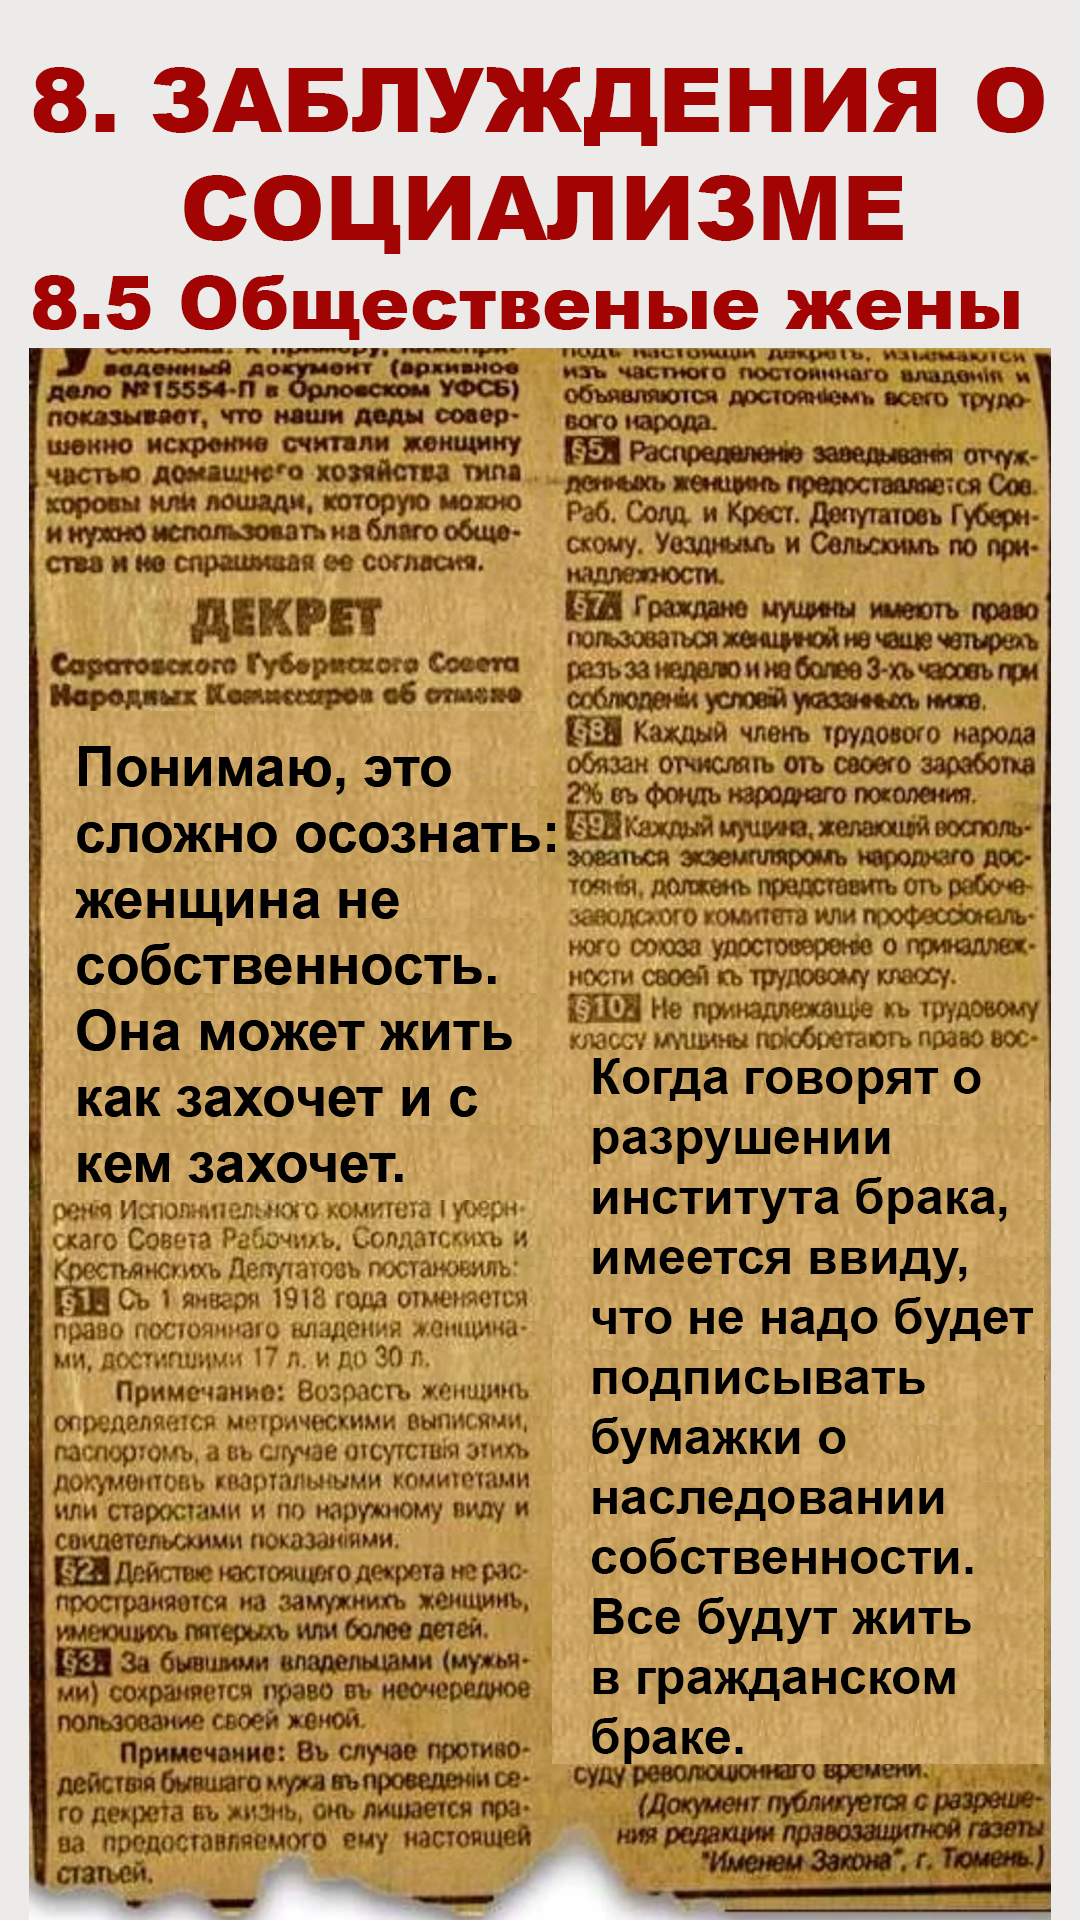 8. ЗАБЛУЖДЕНИЯ О
СОЦИАЛИЗМЕ
8.5 Общественые жены
веденный документ (архивное
дело №15554-П в Орловском УФСБ)
показывает, что наши деды совер-
шенно искренне считали женщину
частью домашнего хозяйства типа
коровы или лошади, которую можно
и нужно использовать на благо обще-
ства и не спрашивая ее согласия.
ДЕКРЕТ
Саратовского Губернского Совета
Народных Комиссаров об отмене
Понимаю, это
сложно осознать:
женщина не
собственность.
Она может жить
как захочет и с
кем захочет.
ренія Исполнительного комитета Губерн-
скаго Совета Рабочихъ, Солдатскихъ и
Крестьянскихъ Депутатовъ постановилъ:
§1. Съ 1 января 1918 года отменяется
право постояннаго владения женщина-
ми, достигшими 17 л. и до 30 л.
Примечание: Возрастъ женщинъ
определяется метрическими выписями,
паспортомъ, а въ случае отсутствія этихъ
документовъ квартальными комитетами
или старостами и по наружному виду и
свидетельскими показаніями.
§2. Действие настоящего декрета не рас-
пространяется на замужнихъ женщинъ,
имеющихъ пятерыхъ или более детей.
§3. За бывшими владельцами (мужья-
ми) сохраняется право въ неочередное
пользование своей женой.
Примечание: Въ случае противо-
действія бывшаго мужа въ проведеніи се-
го декрета въ жизнь, онъ лишается пра-
ва предоставляемого ему настоящей
статьей.
подъ настоящий декретъ, изъемаются
изъ частного постояннаго владенія и
объявляются достояніемъ всего трудо-
вого народа.
§5. Распределеніе заведыванія отчуж-
денныхъ женщинъ предоставляется Сов.
Раб. Солд. и Крест. Депутатовъ Губерн-
скому, Уезднымъ и Сельскимъ по при-
надлежности.
§7. Граждане мущины имеютъ право
пользоваться женщиной не чаще четырехъ
разъ за неделю и не более 3-хъ часовъ при
соблюденіи условій указанныхъ ниже.
§8. Каждый членъ трудового народа
обязан отчислять отъ своего заработка
2% въ фондъ народнаго поколения.
§9. Каждый мущина, желающій восполь-
зоваться экземпляромъ народнаго дос-
тоянія, долженъ представить отъ рабоче-
заводского комитета или профессіональ-
ного союза удостовереніе о принадлеж-
ности своей къ трудовому классу.
§10. Не принадлежащіе къ трудовому
классу мущины пріобретаютъ право вос-
Когда говорят о
разрушении
института брака,
имеется ввиду,
что не надо будет
подписывать
бумажки о
наследовании
собственности.
Все будут жить
в гражданском
браке.
суду революціоннаго времени.
(Документ публикуется с разреше-
ния редакции правозащитной газеты
"Именем Закона", г. Тюмень.)